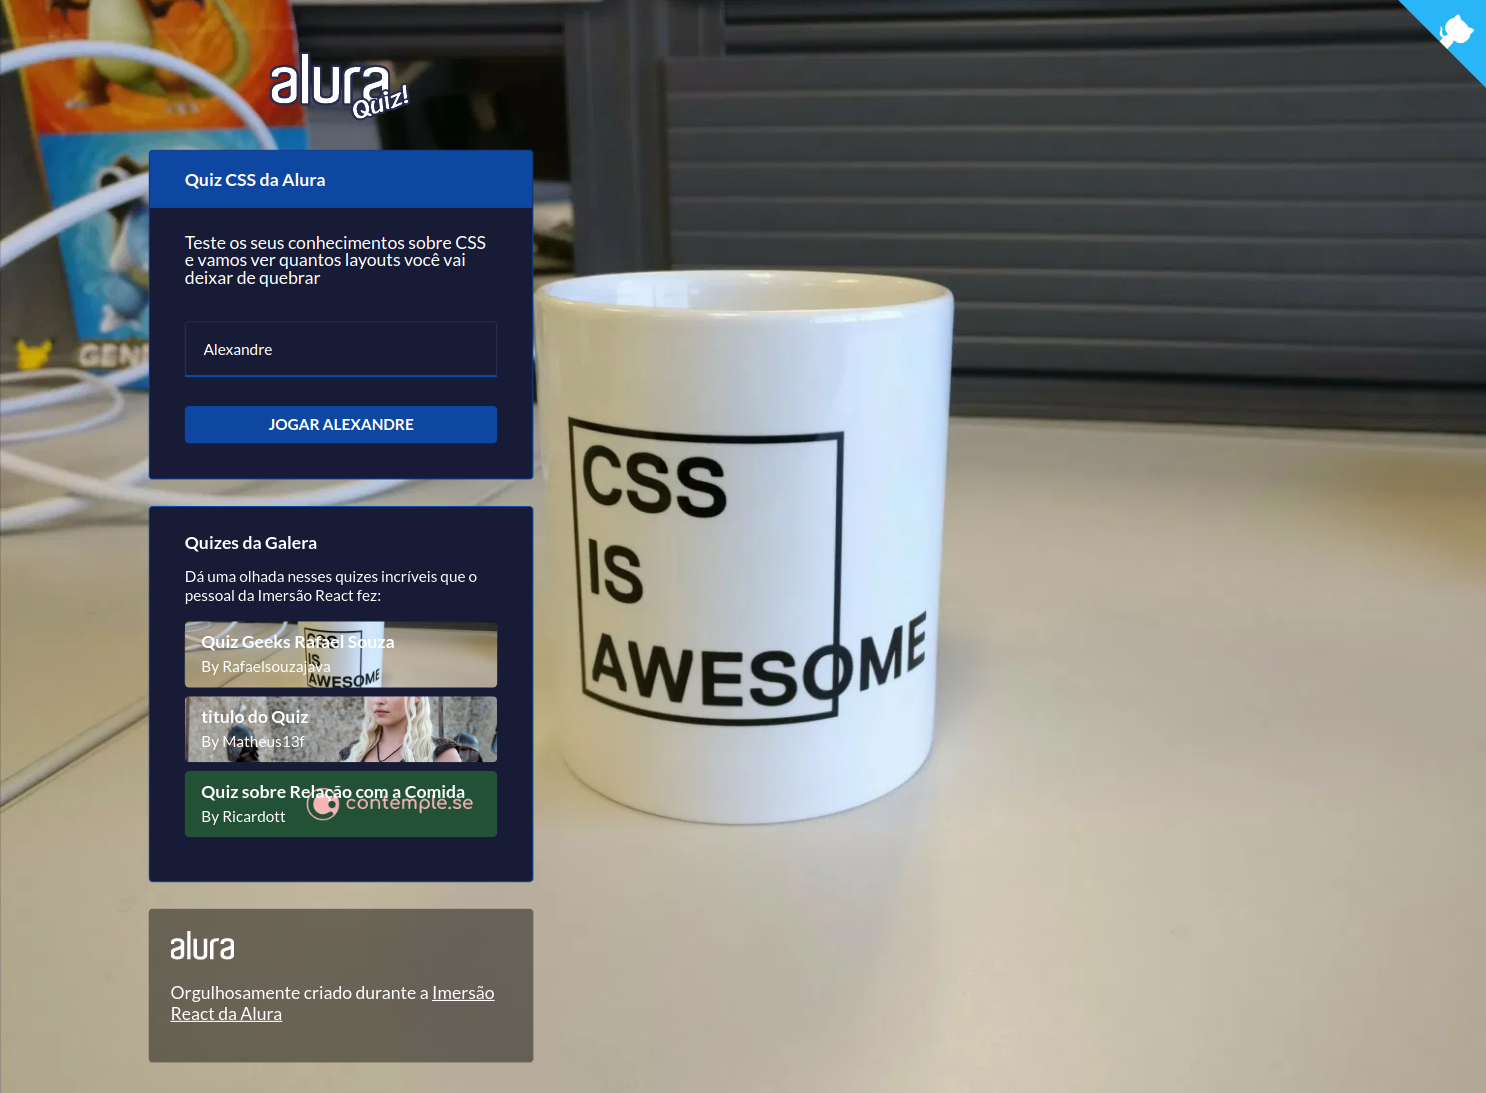 alura
Quiz!
Quiz CSS da Alura
Teste os seus conhecimentos sobre CSS
e vamos ver quantos layouts você vai
deixar de quebrar
Alexandre
JOGAR ALEXANDRE
Quizes da Galera
Dá uma olhada nesses quizes incríveis que o
pessoal da Imersão React fez:
Quiz Geeks Rafael Souza
By Rafaelsouzajava
CSS
IS
AWESOME
titulo do Quiz
By Matheus13f
Quiz sobre Relação com a Comida
contemple.se
By Ricardott
alura
Orgulhosamente criado durante a Imersão
React da Alura
CSS
IS
AWESOME